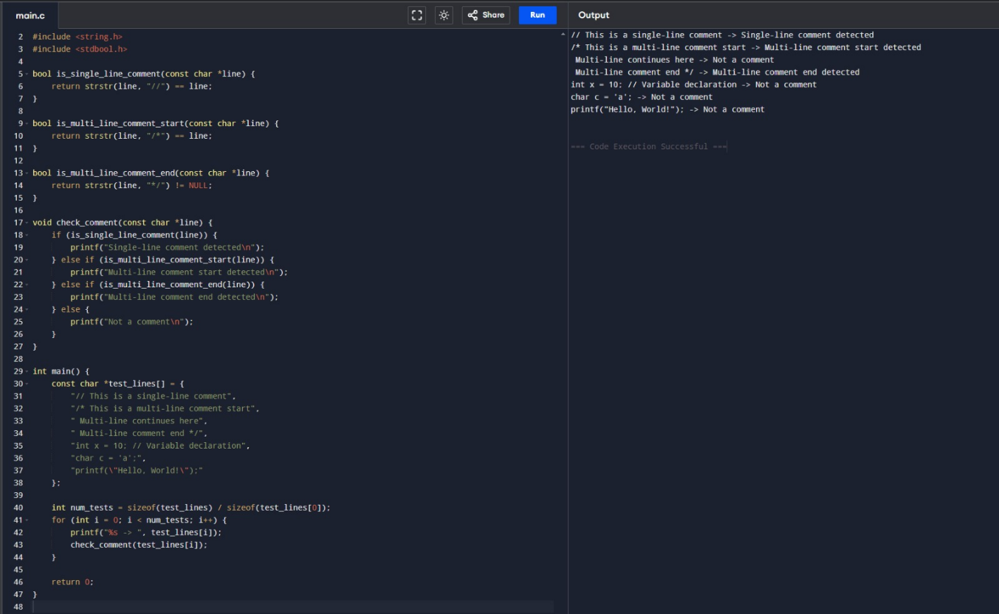 main.c
Share
Run
Output
2 #include <string.h>
3 #include <stdbool.h>
4
5 bool is_single_line_comment(const char *line) {
6     return strstr(line, "//") == line;
7 }
8
9 bool is_multi_line_comment_start(const char *line) {
10     return strstr(line, "/*") == line;
11 }
12
13 bool is_multi_line_comment_end(const char *line) {
14     return strstr(line, "*/") != NULL;
15 }
16
17 void check_comment(const char *line) {
18     if (is_single_line_comment(line)) {
19         printf("Single-line comment detected\n");
20     } else if (is_multi_line_comment_start(line)) {
21         printf("Multi-line comment start detected\n");
22     } else if (is_multi_line_comment_end(line)) {
23         printf("Multi-line comment end detected\n");
24     } else {
25         printf("Not a comment\n");
26     }
27 }
28
29 int main() {
30     const char *test_lines[] = {
31         "// This is a single-line comment",
32         "/* This is a multi-line comment start",
33         " Multi-line continues here",
34         " Multi-line comment end */",
35         "int x = 10; // Variable declaration",
36         "char c = 'a';",
37         "printf(\"Hello, World!\");"
38     };
39
40     int num_tests = sizeof(test_lines) / sizeof(test_lines[0]);
41     for (int i = 0; i < num_tests; i++) {
42         printf("%s -> ", test_lines[i]);
43         check_comment(test_lines[i]);
44     }
45
46     return 0;
47 }
48
// This is a single-line comment -> Single-line comment detected
/* This is a multi-line comment start -> Multi-line comment start detected
 Multi-line continues here -> Not a comment
 Multi-line comment end */ -> Multi-line comment end detected
int x = 10; // Variable declaration -> Not a comment
char c = 'a'; -> Not a comment
printf("Hello, World!"); -> Not a comment
=== Code Execution Successful ===